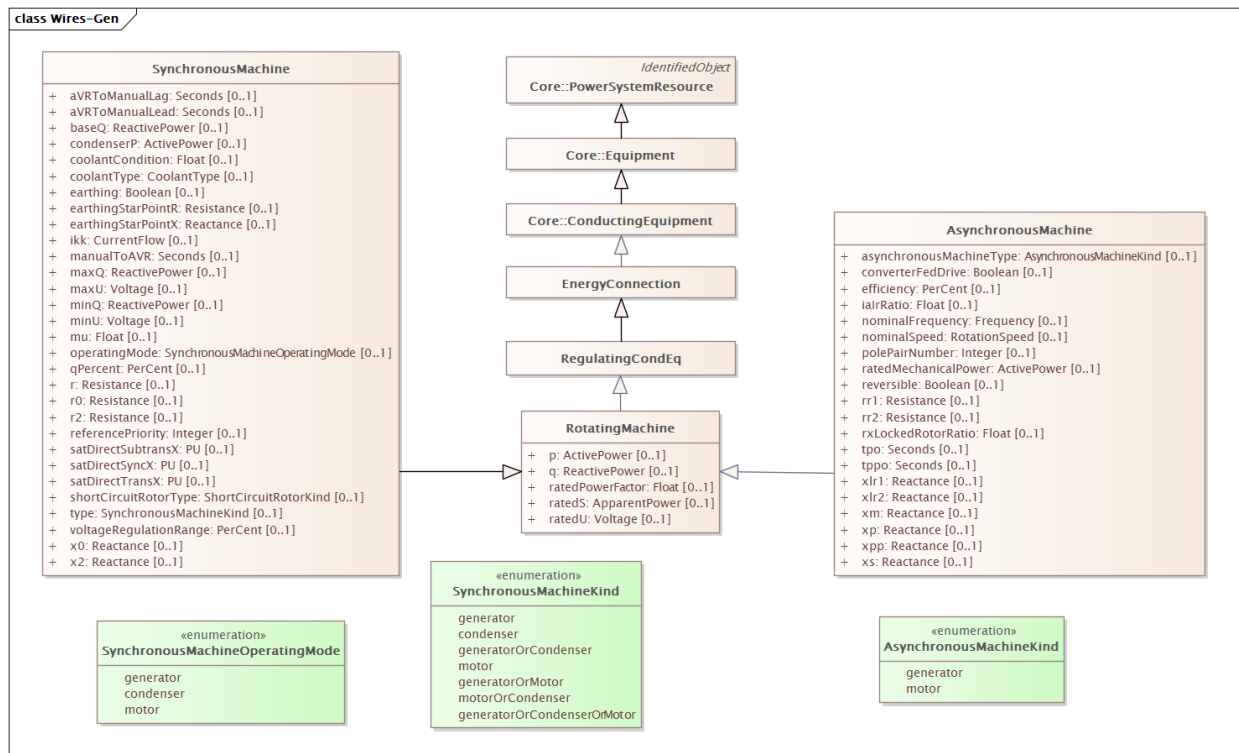 class Wires-Gen
SynchronousMachine
+ aVRToManualLag: Seconds [0..1]
+ aVRToManualLead: Seconds [0..1]
+ baseQ: ReactivePower [0..1]
+ condenserP: ActivePower [0..1]
+ coolantCondition: Float [0..1]
+ coolantType: CoolantType [0..1]
+ earthing: Boolean [0..1]
+ earthingStarPointR: Resistance [0..1]
+ earthingStarPointX: Reactance [0..1]
+ ikk: CurrentFlow [0..1]
+ manualToAVR: Seconds [0..1]
+ maxQ: ReactivePower [0..1]
+ maxU: Voltage [0..1]
+ minQ: ReactivePower [0..1]
+ minU: Voltage [0..1]
+ mu: Float [0..1]
+ operatingMode: SynchronousMachineOperatingMode [0..1]
+ qPercent: PerCent [0..1]
+ r: Resistance [0..1]
+ r0: Resistance [0..1]
+ r2: Resistance [0..1]
+ referencePriority: Integer [0..1]
+ satDirectSubtransX: PU [0..1]
+ satDirectSyncX: PU [0..1]
+ satDirectTransX: PU [0..1]
+ shortCircuitRotorType: ShortCircuitRotorKind [0..1]
+ type: SynchronousMachineKind [0..1]
+ voltageRegulationRange: PerCent [0..1]
+ x0: Reactance [0..1]
+ x2: Reactance [0..1]
IdentifiedObject
Core::PowerSystemResource
Core::Equipment
Core::ConductingEquipment
EnergyConnection
RegulatingCondEq
RotatingMachine
+ p: ActivePower [0..1]
+ q: ReactivePower [0..1]
+ ratedPowerFactor: Float [0..1]
+ ratedS: ApparentPower [0..1]
+ ratedU: Voltage [0..1]
AsynchronousMachine
+ asynchronousMachineType: AsynchronousMachineKind [0..1]
+ converterFedDrive: Boolean [0..1]
+ efficiency: PerCent [0..1]
+ iaIrRatio: Float [0..1]
+ nominalFrequency: Frequency [0..1]
+ nominalSpeed: RotationSpeed [0..1]
+ polePairNumber: Integer [0..1]
+ ratedMechanicalPower: ActivePower [0..1]
+ reversible: Boolean [0..1]
+ rr1: Resistance [0..1]
+ rr2: Resistance [0..1]
+ rxLockedRotorRatio: Float [0..1]
+ tpo: Seconds [0..1]
+ tppo: Seconds [0..1]
+ xlr1: Reactance [0..1]
+ xlr2: Reactance [0..1]
+ xm: Reactance [0..1]
+ xp: Reactance [0..1]
+ xpp: Reactance [0..1]
+ xs: Reactance [0..1]
«enumeration»
SynchronousMachineOperatingMode
generator
condenser
motor
«enumeration»
SynchronousMachineKind
generator
condenser
generatorOrCondenser
motor
generatorOrMotor
motorOrCondenser
generatorOrCondenserOrMotor
«enumeration»
AsynchronousMachineKind
generator
motor